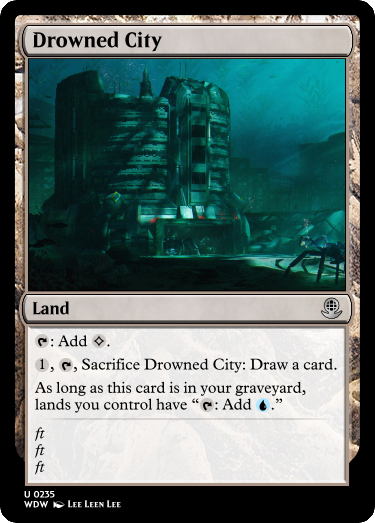 Drowned City
Land
: Add .
1 , , Sacrifice Drowned City: Draw a card.
As long as this card is in your graveyard,
lands you control have “: Add .”
ft
ft
ft
U 0235
WDW Lee Leen Lee